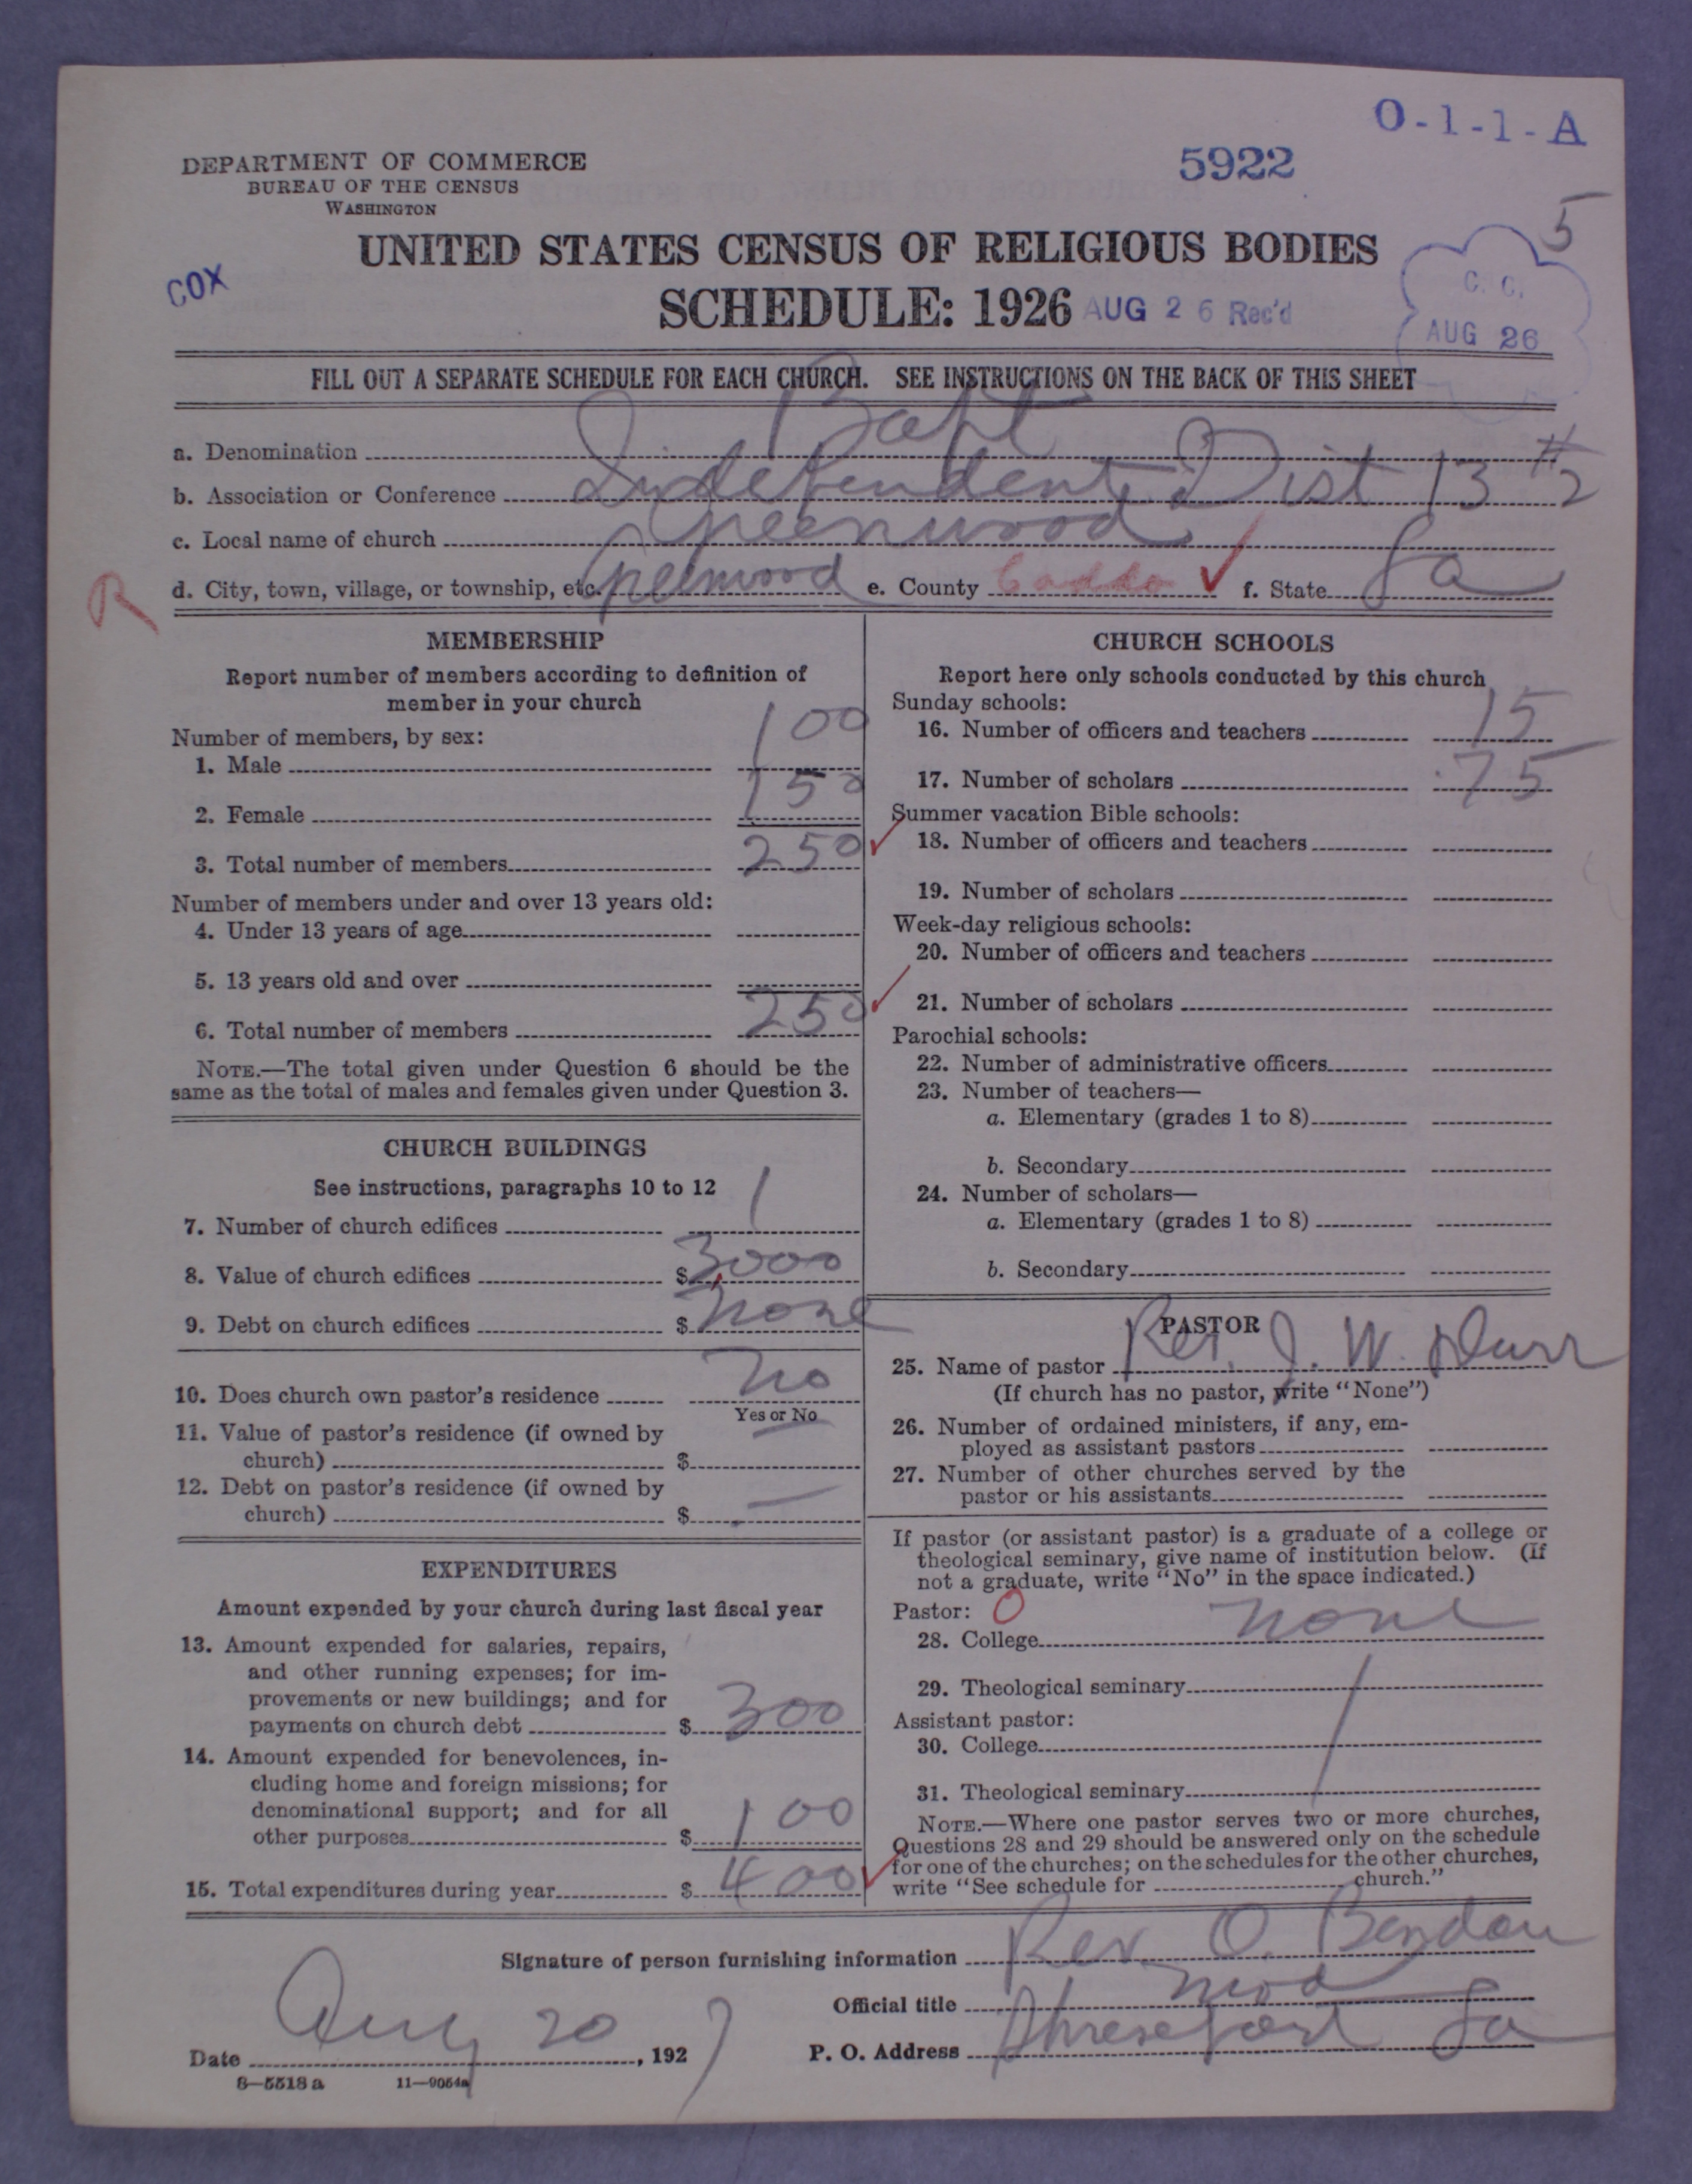 O-1-1-A
DEPARTMENT OF COMMERCE
BUREAU OF THE CENSUS
WASHINGTON
5922
5
UNITED STATES CENSUS OF RELIGIOUS BODIES
COX
SCHEDULE: 1926 AUG 26 Rec'd
C. C.
AUG 26
FILL OUT A SEPARATE SCHEDULE FOR EACH CHURCH. SEE INSTRUCTIONS ON THE BACK OF THIS SHEET
a. Denomination Bapt
b. Association or Conference Independent Dist 13 #2
c. Local name of church Greenwood
R
d. City, town, village, or township, etc. Greenwood e. County Caddo ✓ f. State La
MEMBERSHIP
Report number of members according to definition of
member in your church
Number of members, by sex:
1. Male 100
2. Female 150
3. Total number of members 250 ✓
Number of members under and over 13 years old:
4. Under 13 years of age
5. 13 years old and over
6. Total number of members 250 ✓
NOTE.—The total given under Question 6 should be the
same as the total of males and females given under Question 3.
CHURCH BUILDINGS
See instructions, paragraphs 10 to 12
7. Number of church edifices 1
8. Value of church edifices $ 3000
9. Debt on church edifices $ none
10. Does church own pastor's residence no
Yes or No
11. Value of pastor's residence (if owned by
church) $ —
12. Debt on pastor's residence (if owned by
church) $ —
EXPENDITURES
Amount expended by your church during last fiscal year
13. Amount expended for salaries, repairs,
and other running expenses; for im-
provements or new buildings; and for
payments on church debt $ 300
14. Amount expended for benevolences, in-
cluding home and foreign missions; for
denominational support; and for all
other purposes $ 100
15. Total expenditures during year $ 400 ✓
CHURCH SCHOOLS
Report here only schools conducted by this church
Sunday schools:
16. Number of officers and teachers 15
17. Number of scholars 75
Summer vacation Bible schools:
18. Number of officers and teachers
19. Number of scholars
Week-day religious schools:
20. Number of officers and teachers
21. Number of scholars
Parochial schools:
22. Number of administrative officers
23. Number of teachers—
a. Elementary (grades 1 to 8)
b. Secondary
24. Number of scholars—
a. Elementary (grades 1 to 8)
b. Secondary
PASTOR
25. Name of pastor Rev. J. W. Durr
(If church has no pastor, write "None")
26. Number of ordained ministers, if any, em-
ployed as assistant pastors
27. Number of other churches served by the
pastor or his assistants
If pastor (or assistant pastor) is a graduate of a college or
theological seminary, give name of institution below. (If
not a graduate, write "No" in the space indicated.)
Pastor: O
28. College none
29. Theological seminary
Assistant pastor:
30. College
31. Theological seminary
NOTE.—Where one pastor serves two or more churches,
Questions 28 and 29 should be answered only on the schedule
for one of the churches; on the schedules for the other churches,
write "See schedule for church."
Signature of person furnishing information Rev O.
Official title mod
Date Aug 20, 1927
P. O. Address Shreveport La
8—5518 a 11—9054a